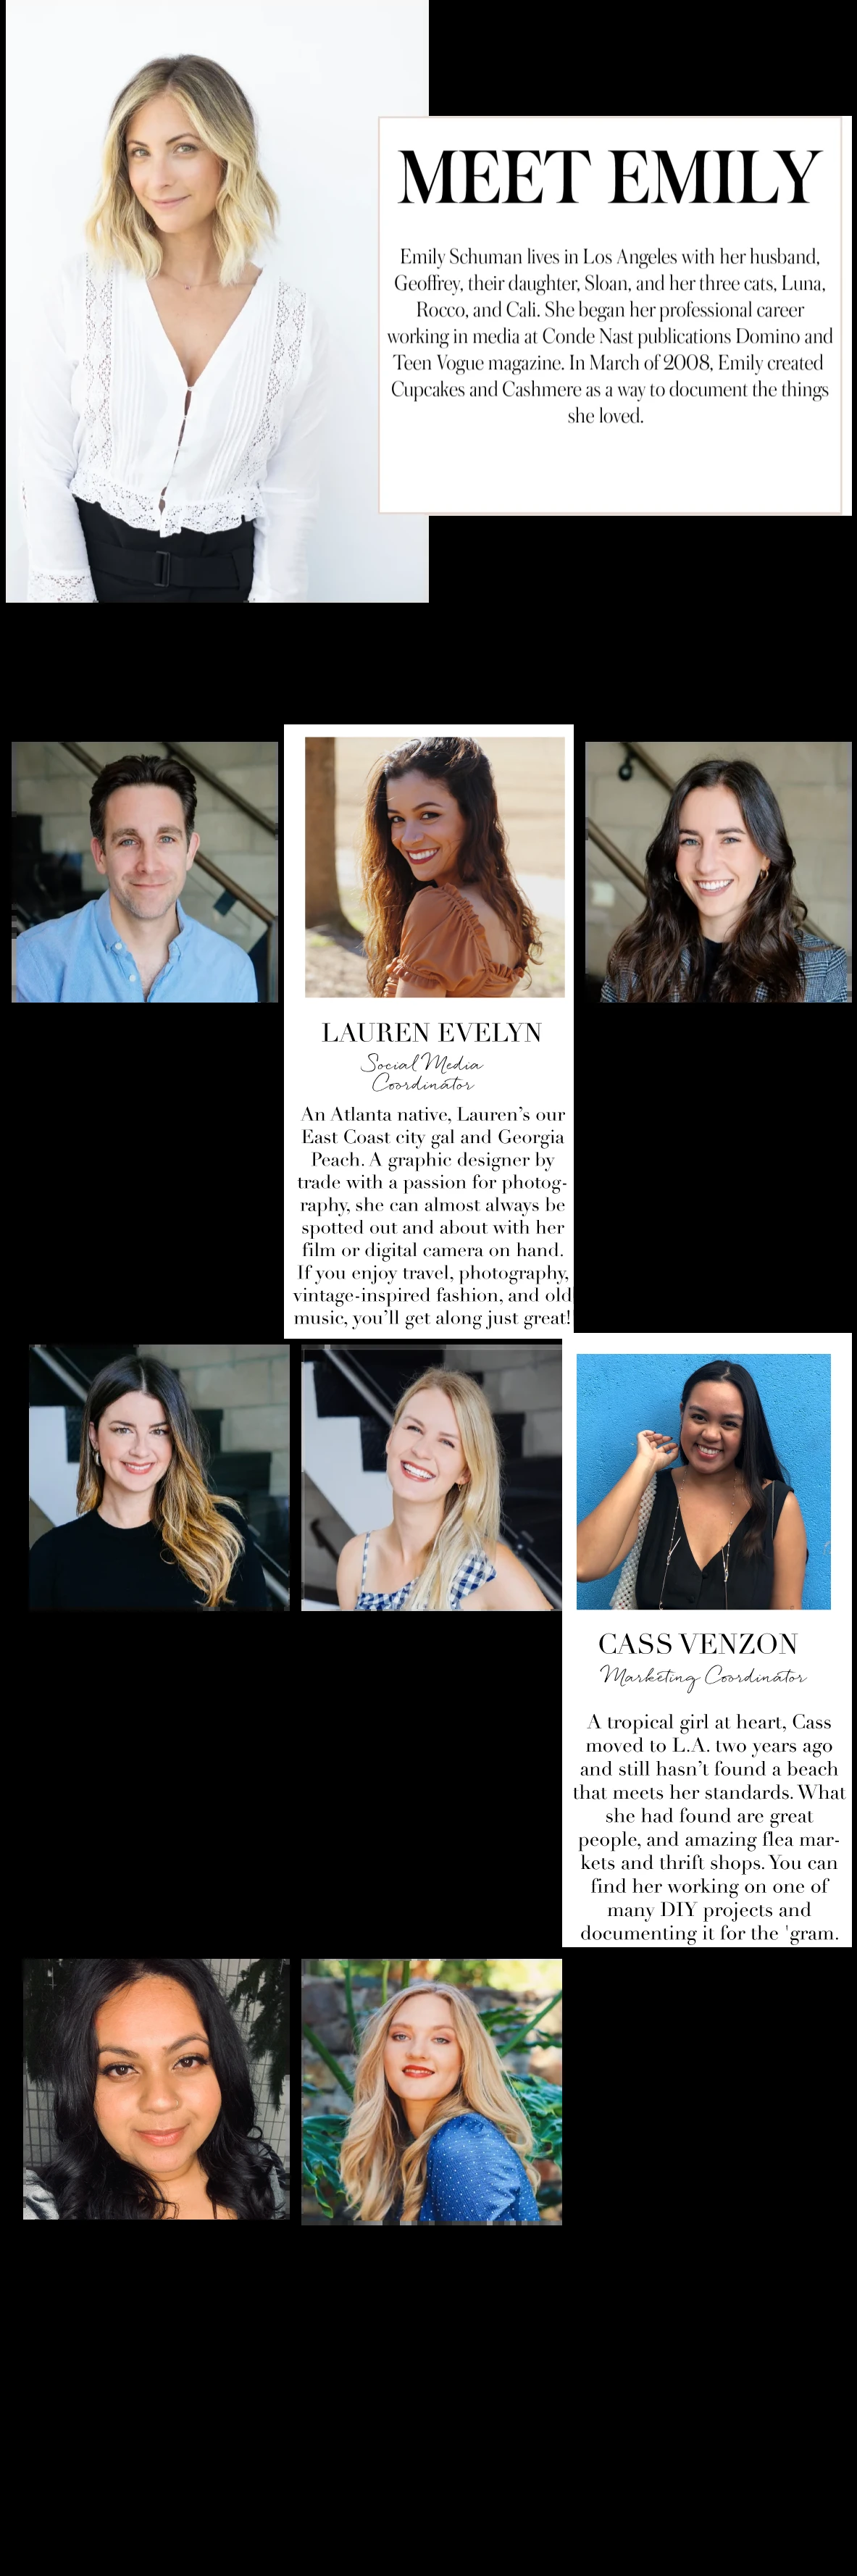 MEET EMILY
Emily Schuman lives in Los Angeles with her husband,
Geoffrey, their daughter, Sloan, and her three cats, Luna,
Rocco, and Cali. She began her professional career
working in media at Conde Nast publications Domino and
Teen Vogue magazine. In March of 2008, Emily created
Cupcakes and Cashmere as a way to document the things
she loved.
LAUREN EVELYN
Social Media
Coordinator
An Atlanta native, Lauren’s our
East Coast city gal and Georgia
Peach. A graphic designer by
trade with a passion for photog-
raphy, she can almost always be
spotted out and about with her
film or digital camera on hand.
If you enjoy travel, photography,
vintage-inspired fashion, and old
music, you’ll get along just great!
CASS VENZON
Marketing Coordinator
A tropical girl at heart, Cass
moved to L.A. two years ago
and still hasn’t found a beach
that meets her standards. What
she had found are great
people, and amazing flea mar-
kets and thrift shops. You can
find her working on one of
many DIY projects and
documenting it for the 'gram.